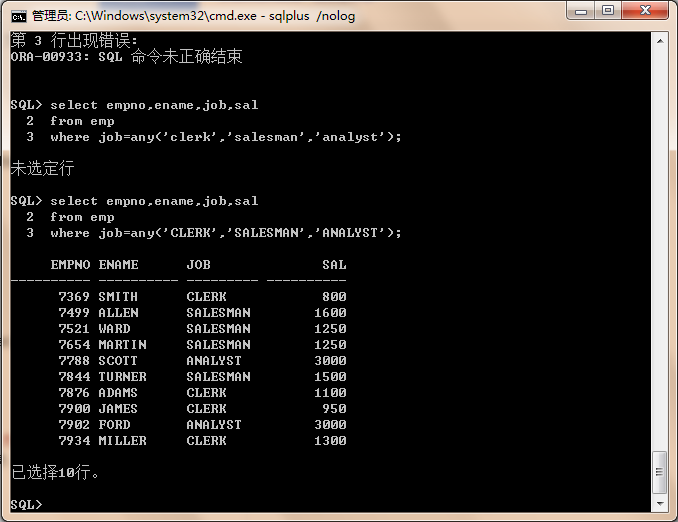 管理员: C:\Windows\system32\cmd.exe - sqlplus /nolog
第 3 行出现错误:
ORA-00933: SQL 命令未正确结束
SQL> select empno,ename,job,sal
2 from emp
3 where job=any('clerk','salesman','analyst');
未选定行
SQL> select empno,ename,job,sal
2 from emp
3 where job=any('CLERK','SALESMAN','ANALYST');
EMPNO ENAME JOB SAL
---------- ---------- --------- ----------
7369 SMITH CLERK 800
7499 ALLEN SALESMAN 1600
7521 WARD SALESMAN 1250
7654 MARTIN SALESMAN 1250
7788 SCOTT ANALYST 3000
7844 TURNER SALESMAN 1500
7876 ADAMS CLERK 1100
7900 JAMES CLERK 950
7902 FORD ANALYST 3000
7934 MILLER CLERK 1300
已选择10行。
SQL>